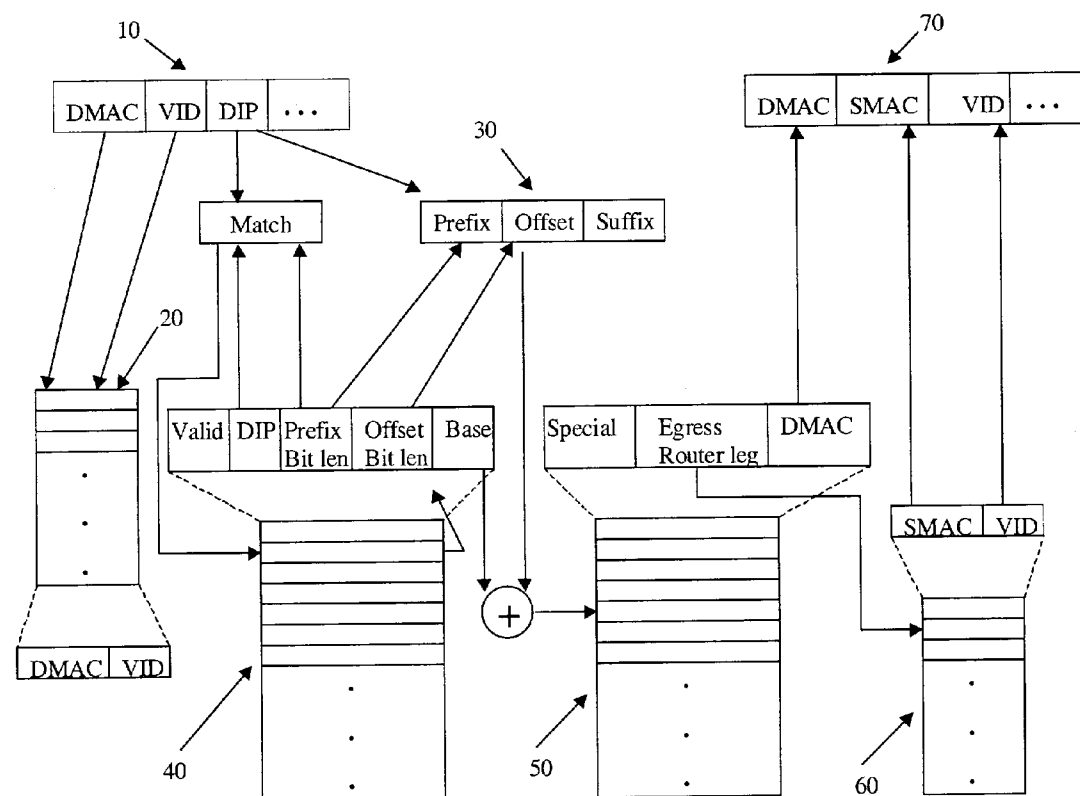 10
70
DMAC VID DIP ...
DMAC SMAC VID ...
30
Match
Prefix Offset Suffix
20
Valid DIP Prefix Bit len Offset Bit len Base
Special Egress Router leg DMAC
SMAC VID
+
DMAC VID
40
50
60